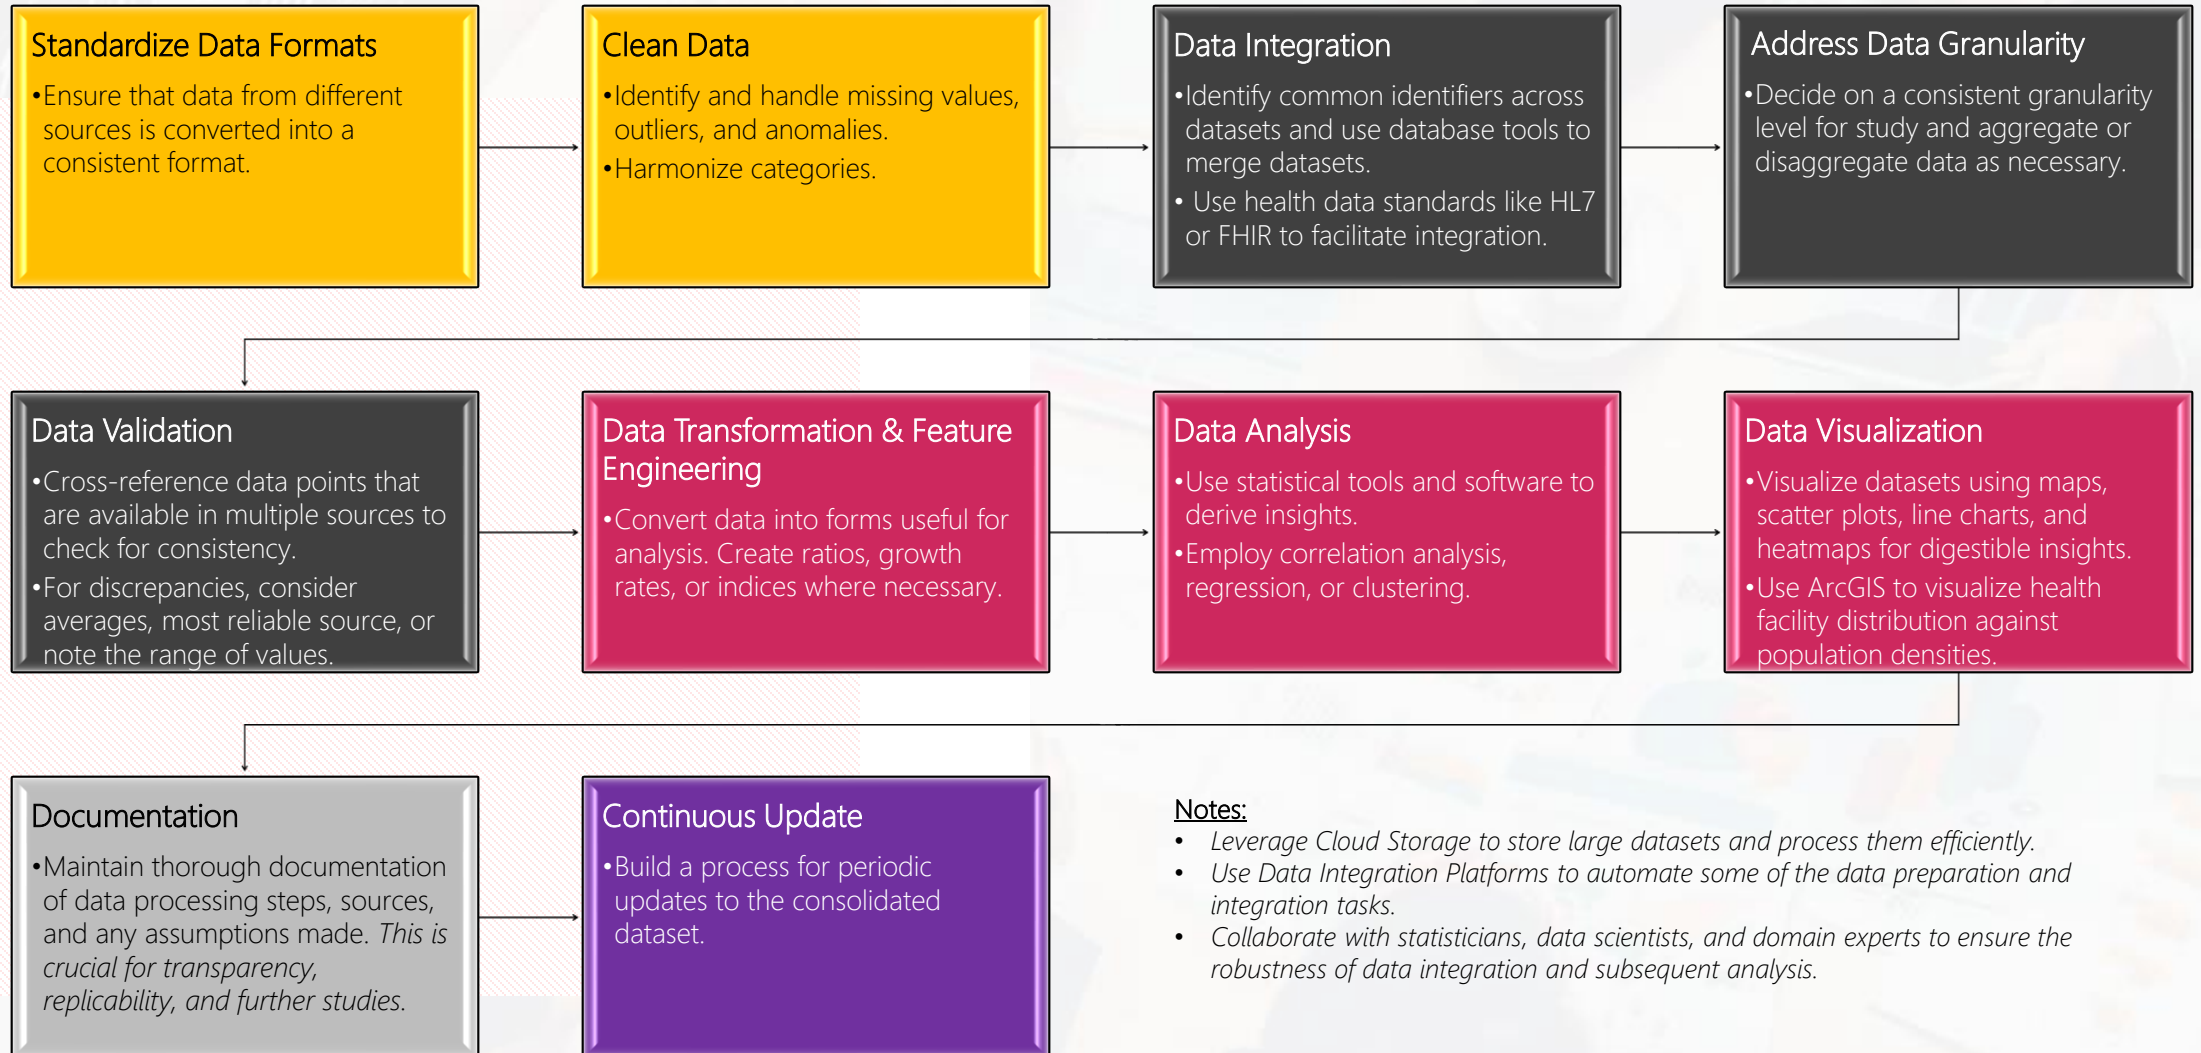 Standardize Data Formats
•Ensure that data from different
sources is converted into a
consistent format.
Clean Data
•Identify and handle missing values,
outliers, and anomalies.
•Harmonize categories.
Data Integration
•Identify common identifiers across
datasets and use database tools to
merge datasets.
• Use health data standards like HL7
or FHIR to facilitate integration.
Address Data Granularity
•Decide on a consistent granularity
level for study and aggregate or
disaggregate data as necessary.
Data Validation
•Cross-reference data points that
are available in multiple sources to
check for consistency.
•For discrepancies, consider
averages, most reliable source, or
note the range of values.
Data Transformation & Feature
Engineering
•Convert data into forms useful for
analysis. Create ratios, growth
rates, or indices where necessary.
Data Analysis
•Use statistical tools and software to
derive insights.
•Employ correlation analysis,
regression, or clustering.
Data Visualization
•Visualize datasets using maps,
scatter plots, line charts, and
heatmaps for digestible insights.
•Use ArcGIS to visualize health
facility distribution against
population densities.
Documentation
•Maintain thorough documentation
of data processing steps, sources,
and any assumptions made. This is
crucial for transparency,
replicability, and further studies.
Continuous Update
•Build a process for periodic
updates to the consolidated
dataset.
Notes:
• Leverage Cloud Storage to store large datasets and process them efficiently.
• Use Data Integration Platforms to automate some of the data preparation and
integration tasks.
• Collaborate with statisticians, data scientists, and domain experts to ensure the
robustness of data integration and subsequent analysis.